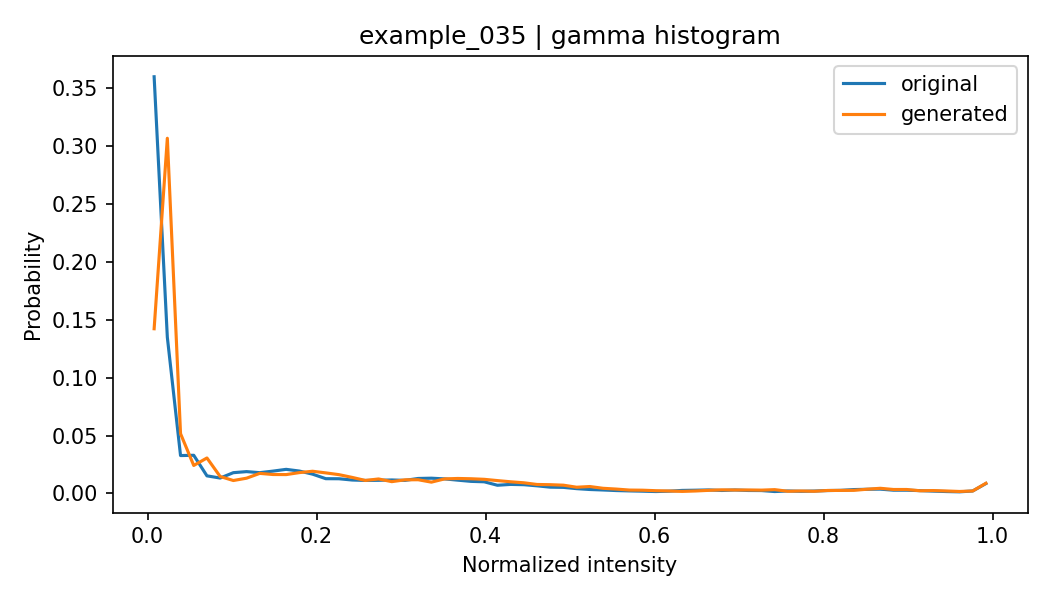 example_035 | gamma histogram
original
generated
Probability
0.35
0.30
0.25
0.20
0.15
0.10
0.05
0.00
0.0 0.2 0.4 0.6 0.8 1.0
Normalized intensity